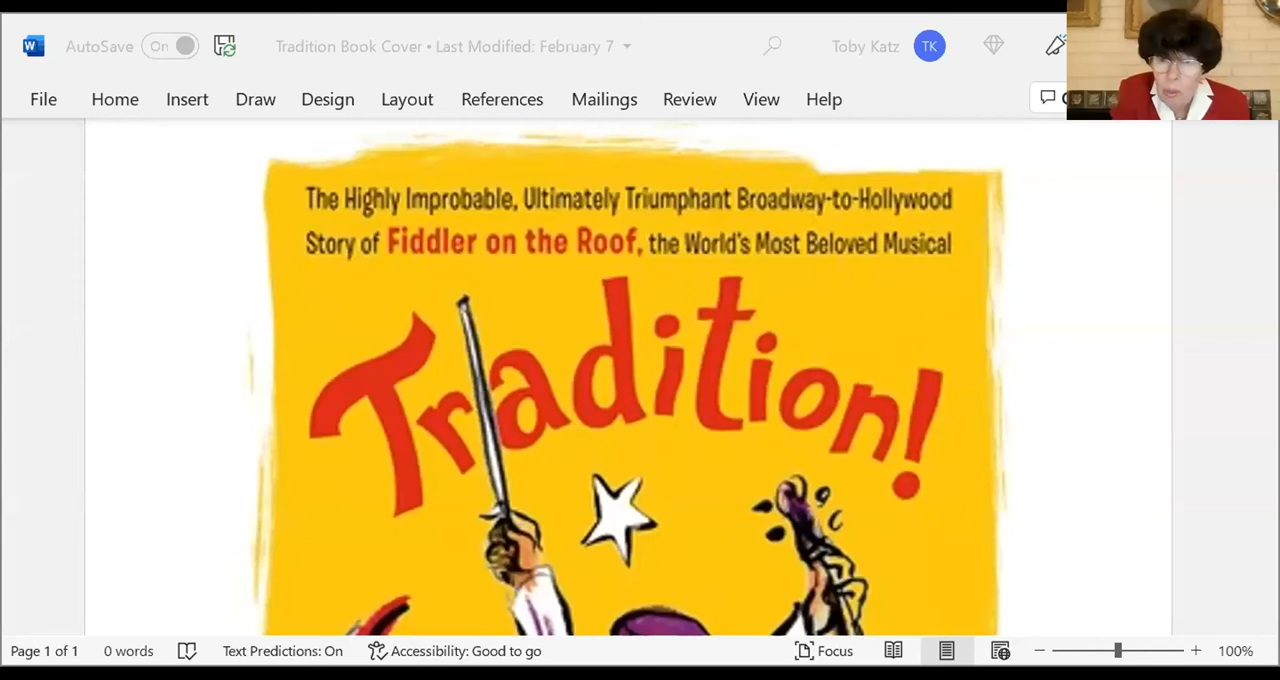 AutoSave On Tradition Book Cover • Last Modified: February 7 Toby Katz TK
File Home Insert Draw Design Layout References Mailings Review View Help
The Highly Improbable, Ultimately Triumphant Broadway-to-Hollywood
Story of Fiddler on the Roof, the World's Most Beloved Musical
Tradition!
Page 1 of 1 0 words Text Predictions: On Accessibility: Good to go Focus 100%